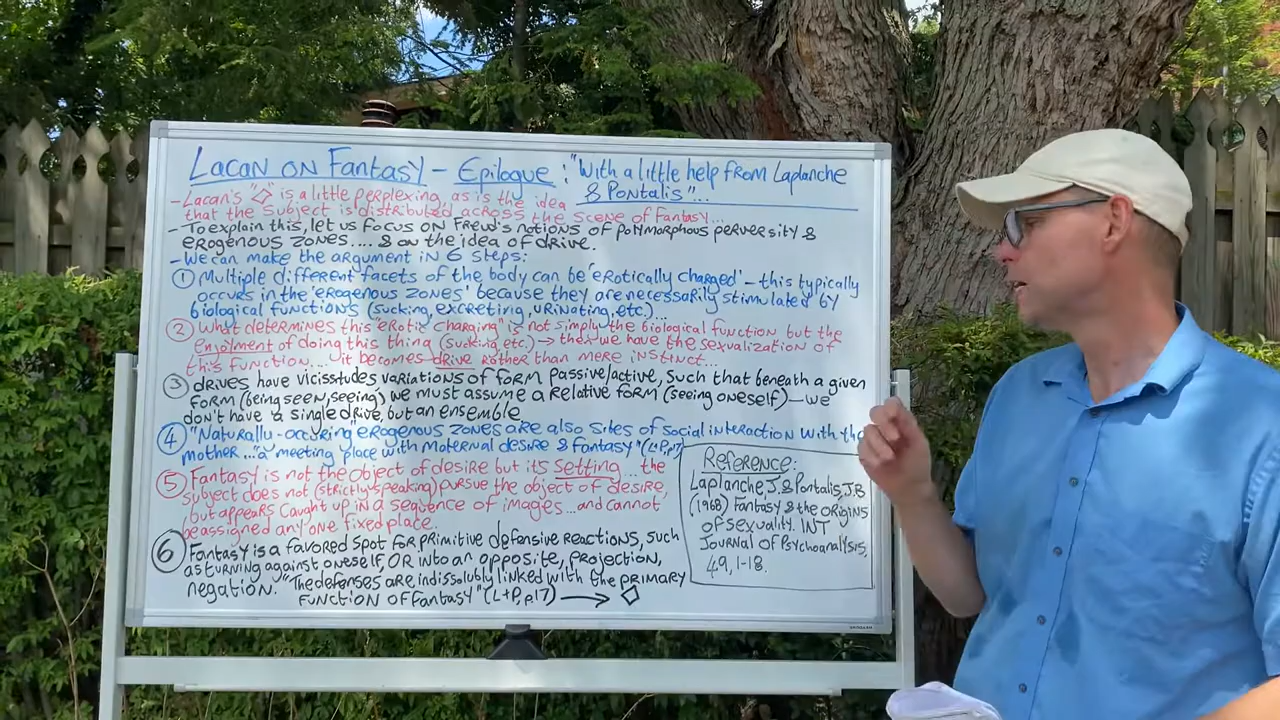 Lacan on Fantasy - Epilogue: "With a little help from Laplanche
& Pontalis"...
- Lacan's "◇" is a little perplexing, as is the idea
that the subject is distributed across the scene of fantasy...
- To explain this, let us focus on Freud's notions of polymorphous perversity &
erogenous zones.... & on the idea of drive.
- We can make the argument in 6 steps:
① Multiple different facets of the body can be 'erotically charged' - this typically
occurs in the 'erogenous zones' because they are necessarily stimulated by
biological functions (sucking, excreting, urinating, etc.)...
② What determines this "erotic charging" is not simply the biological function but the
enjoyment of doing this thing (sucking etc.) → then we have the sexualization of
this function... it becomes drive rather than mere instinct...
③ drives have vicisstudes variations of form passive/active, such that beneath a given
form (being seen, seeing), we must assume a relative form (seeing oneself) - we
don't have a single drive, but an ensemble
④ "Naturally-occuring" erogenous zones are also sites of social interaction with the
mother... "a meeting place with maternal desire & fantasy" (L+P, p17)
⑤ Fantasy is not the object of desire but its setting... the
subject does not (strictly speaking) pursue the object of desire,
but appears caught up in a sequence of images... and cannot
be assigned any one fixed place.
⑥ Fantasy is a favored spot for primitive defensive reactions, such
as turning against oneself, or into an opposite, projection,
negation. "The defenses are indissolubly linked with the primary
function of fantasy" (L+P, p.17) → ◇
Reference:
Laplanche, J. & Pontalis, J.B
(1968) Fantasy & the origins
of sexuality. Int
Journal of Psychoanalysis,
49, 1-18.